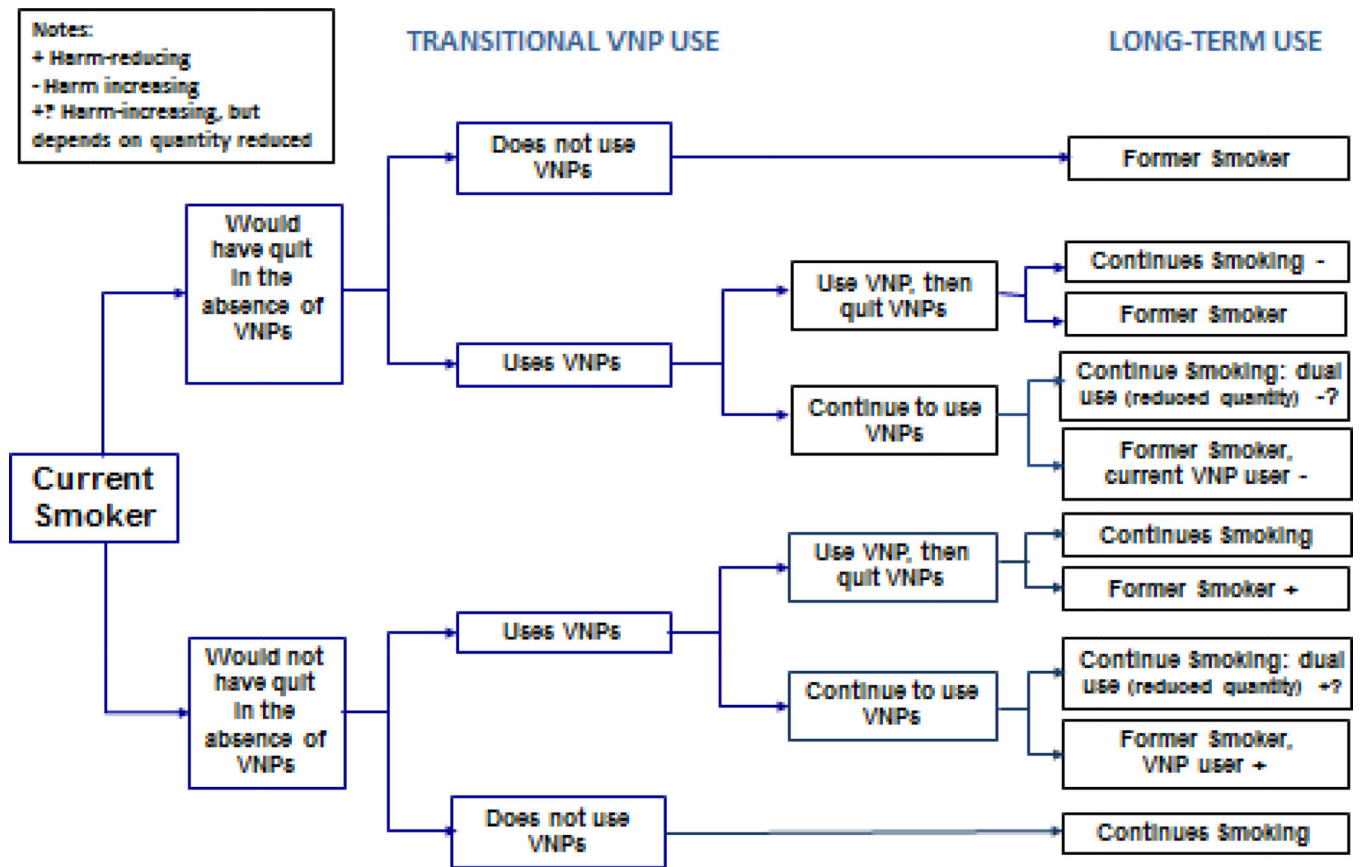 Notes:
+ Harm-reducing
- Harm increasing
+? Harm-increasing, but
depends on quantity reduced
TRANSITIONAL VNP USE
LONG-TERM USE
Does not use
VNPs
Former Smoker
Would
have quit
in the
absence of
VNPs
Uses VNPs
Use VNP, then
quit VNPs
Continues Smoking -
Former Smoker
Continue to use
VNPs
Continue Smoking: dual
use (reduced quantity) -?
Former Smoker,
current VNP user -
Current
Smoker
Would not
have quit
in the
absence of
VNPs
Uses VNPs
Use VNP, then
quit VNPs
Continues Smoking
Former Smoker +
Continue to use
VNPs
Continue Smoking: dual
use (reduced quantity) +?
Former Smoker,
VNP user +
Does not use
VNPs
Continues Smoking